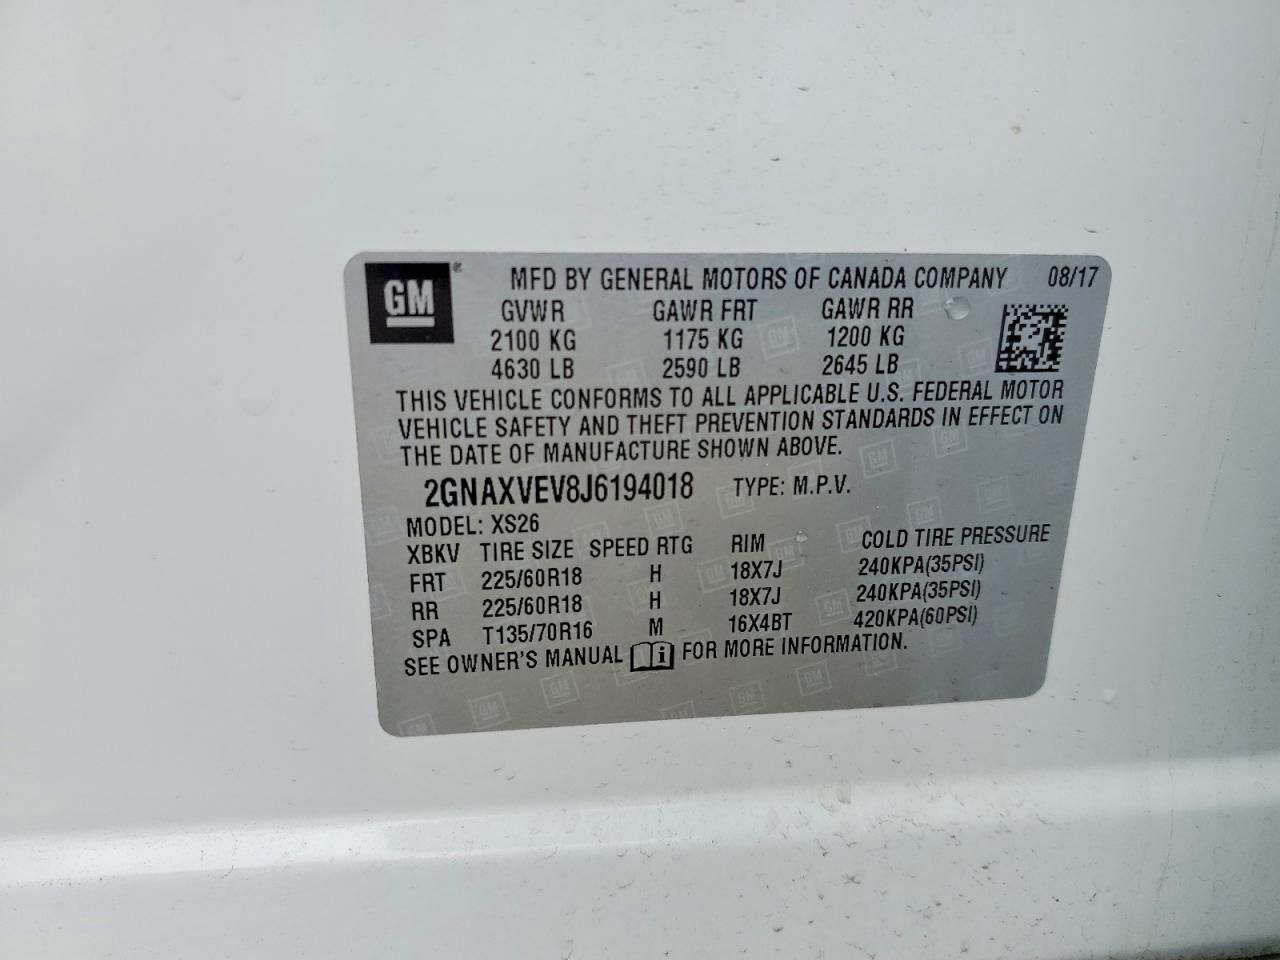 GM ® MFD BY GENERAL MOTORS OF CANADA COMPANY 08/17
GVWR GAWR FRT GAWR RR
2100 KG 1175 KG 1200 KG
4630 LB 2590 LB 2645 LB
THIS VEHICLE CONFORMS TO ALL APPLICABLE U.S. FEDERAL MOTOR
VEHICLE SAFETY AND THEFT PREVENTION STANDARDS IN EFFECT ON
THE DATE OF MANUFACTURE SHOWN ABOVE.
2GNAXVEV8J6194018 TYPE: M.P.V.
MODEL: XS26
XBKV TIRE SIZE SPEED RTG RIM COLD TIRE PRESSURE
FRT 225/60R18 H 18X7J 240KPA(35PSI)
RR 225/60R18 H 18X7J 240KPA(35PSI)
SPA T135/70R16 M 16X4BT 420KPA(60PSI)
SEE OWNER'S MANUAL i FOR MORE INFORMATION.